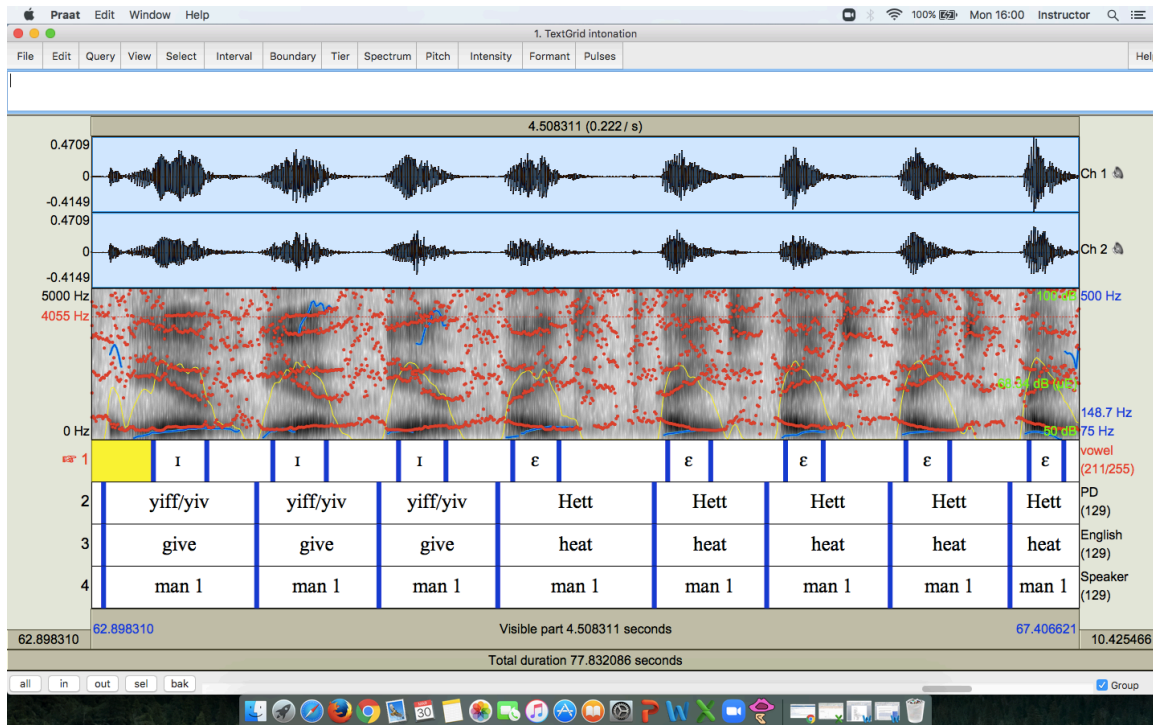 Praat Edit Window Help 100% Mon 16:00 Instructor
1. TextGrid intonation
File Edit Query View Select Interval Boundary Tier Spectrum Pitch Intensity Formant Pulses Help
4.508311 (0.222 / s)
0.4709
0
-0.4149
Ch 1
0.4709
0
-0.4149
Ch 2
5000 Hz 100 dB 500 Hz
4055 Hz
148.7 Hz
0 Hz 50 dB 75 Hz
1 ɪ ɪ ɪ ɛ ɛ ɛ ɛ ɛ vowel
(211/255)
2 yiff/yiv yiff/yiv yiff/yiv Hett Hett Hett Hett Hett PD
(129)
3 give give give heat heat heat heat heat English
(129)
4 man 1 man 1 man 1 man 1 man 1 man 1 man 1 man 1 Speaker
(129)
62.898310 Visible part 4.508311 seconds 67.406621
62.898310 10.425466
Total duration 77.832086 seconds
all in out sel bak Group
30